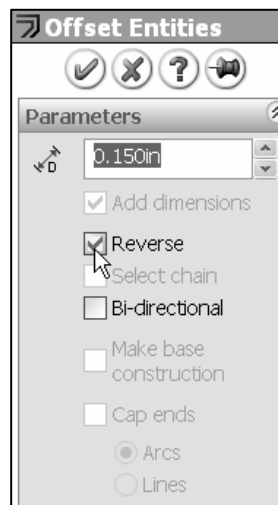 Offset Entities
?
Parameters
D
0.150in
Add dimensions
Reverse
Select chain
Bi-directional
Make base
construction
Cap ends
Arcs
Lines